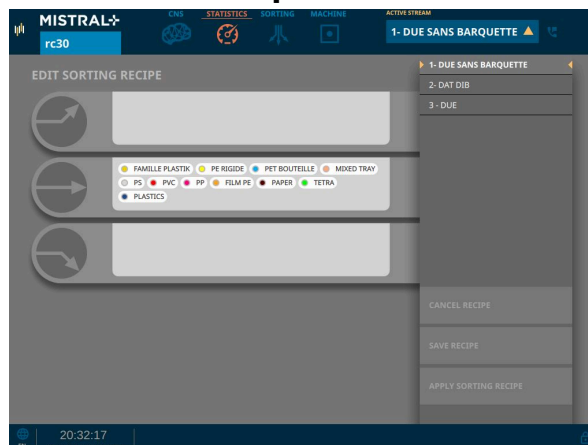 MISTRAL+
rc30
CNS
STATISTICS
SORTING
MACHINE
ACTIVE STREAM
1- DUE SANS BARQUETTE
EDIT SORTING RECIPE
1- DUE SANS BARQUETTE
2- DAT DIB
3 - DUE
FAMILLE PLASTIK PE RIGIDE PET BOUTEILLE MIXED TRAY
PS PVC PP FILM PE PAPER TETRA
PLASTICS
CANCEL RECIPE
SAVE RECIPE
APPLY SORTING RECIPE
20:32:17